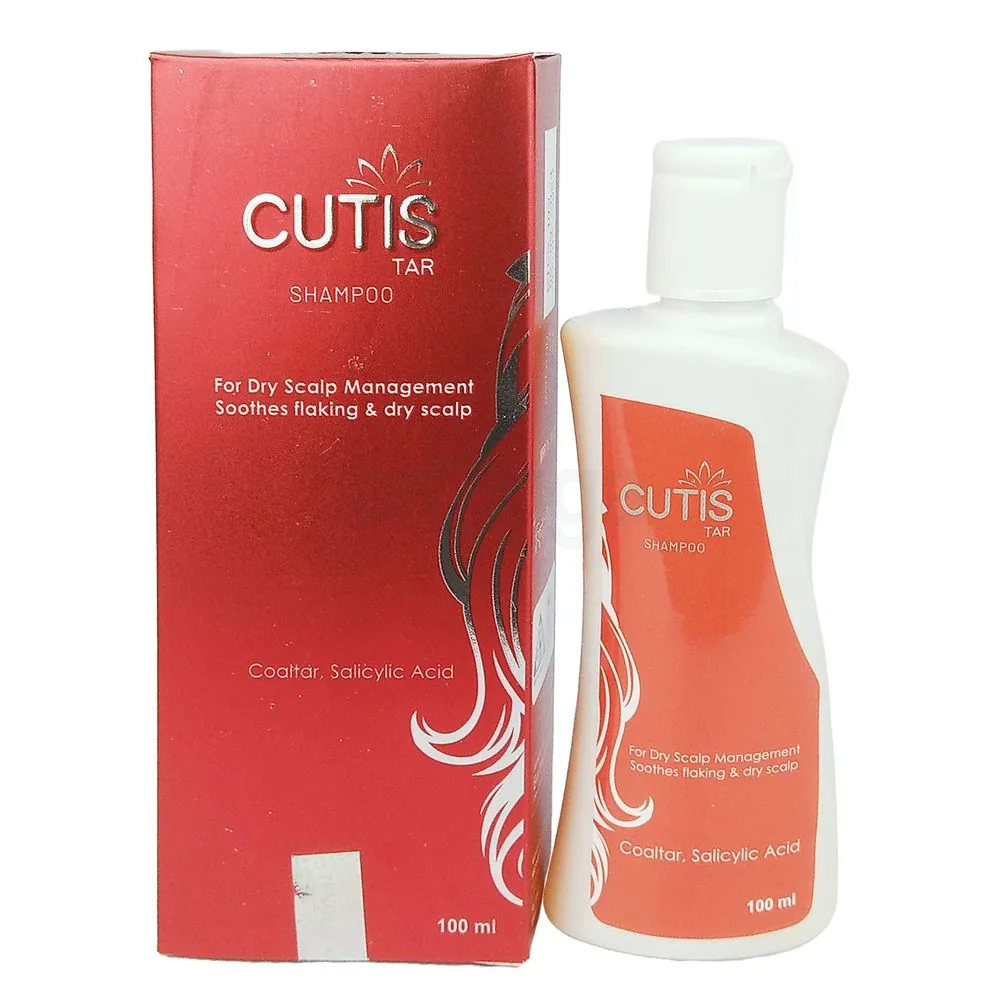 CUTIS
TAR
SHAMPOO
For Dry Scalp Management
Soothes flaking & dry scalp
Coaltar, Salicylic Acid
100 ml
CUTIS
TAR
SHAMPOO
For Dry Scalp Management
Soothes flaking & dry scalp
Coaltar, Salicylic Acid
100 ml